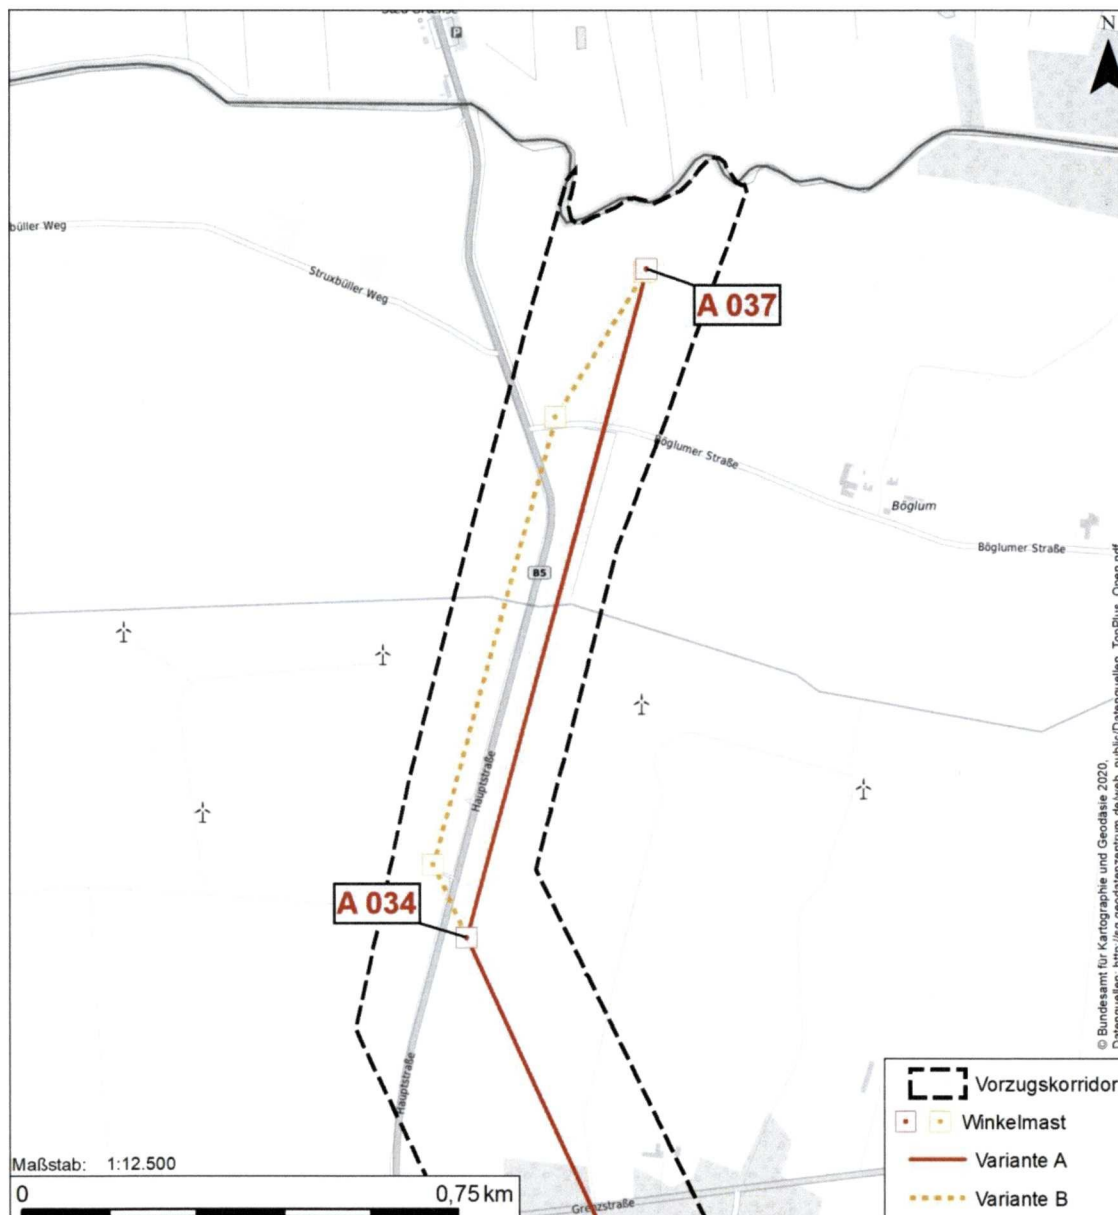 P
N
büller Weg
Struxbüller Weg
A 037
Böglumer Straße
Böglum
Böglumer Straße
B5
Hauptstraße
A 034
Hauptstraße
© Bundesamt für Kartographie und Geodäsie 2020,
Vorzugskorridor
Winkelmast
Variante A
Variante B
Maßstab: 1:12.500
0 0,75 km
Grenzstraße